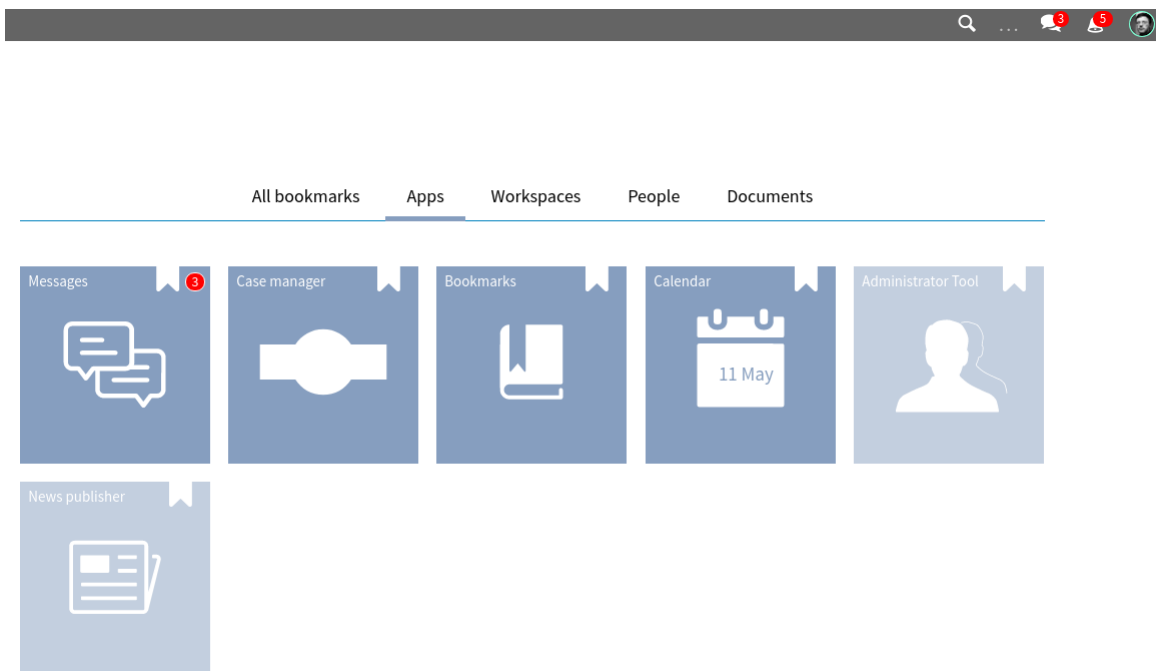 ... 3 5
All bookmarks Apps Workspaces People Documents
Messages 3 Case manager Bookmarks Calendar Administrator Tool
11 May
News publisher